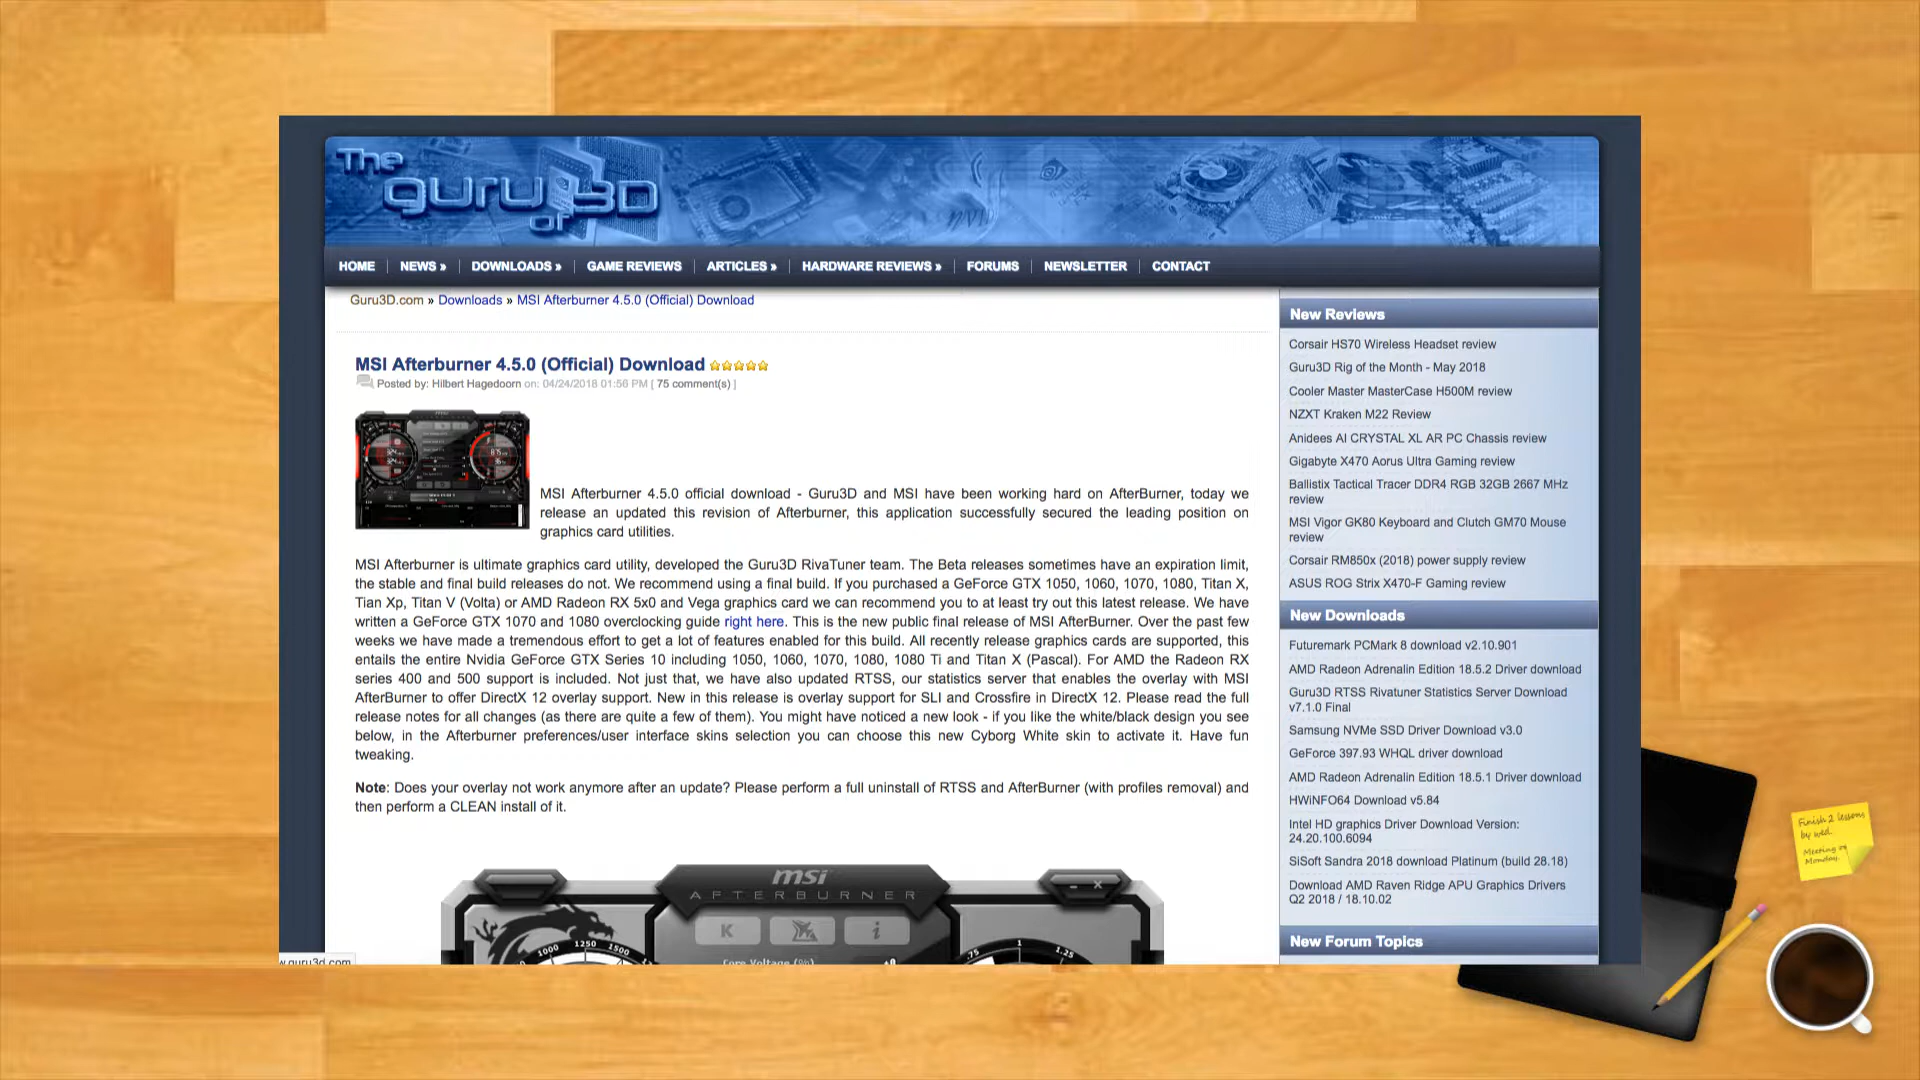 The
guru
of 3D
HOME NEWS » DOWNLOADS » GAME REVIEWS ARTICLES » HARDWARE REVIEWS » FORUMS NEWSLETTER CONTACT
Guru3D.com » Downloads » MSI Afterburner 4.5.0 (Official) Download
MSI Afterburner 4.5.0 (Official) Download
Posted by: Hilbert Hagedoorn on: 04/24/2018 01:56 PM [ 75 comment(s) ]
MSI Afterburner 4.5.0 official download - Guru3D and MSI have been working hard on AfterBurner, today we
release an updated this revision of Afterburner, this application successfully secured the leading position on
graphics card utilities.
MSI Afterburner is ultimate graphics card utility, developed the Guru3D RivaTuner team. The Beta releases sometimes have an expiration limit,
the stable and final build releases do not. We recommend using a final build. If you purchased a GeForce GTX 1050, 1060, 1070, 1080, Titan X,
Tian Xp, Titan V (Volta) or AMD Radeon RX 5x0 and Vega graphics card we can recommend you to at least try out this latest release. We have
written a GeForce GTX 1070 and 1080 overclocking guide right here. This is the new public final release of MSI AfterBurner. Over the past few
weeks we have made a tremendous effort to get a lot of features enabled for this build. All recently release graphics cards are supported, this
entails the entire Nvidia GeForce GTX Series 10 including 1050, 1060, 1070, 1080, 1080 Ti and Titan X (Pascal). For AMD the Radeon RX
series 400 and 500 support is included. Not just that, we have also updated RTSS, our statistics server that enables the overlay with MSI
AfterBurner to offer DirectX 12 overlay support. New in this release is overlay support for SLI and Crossfire in DirectX 12. Please read the full
release notes for all changes (as there are quite a few of them). You might have noticed a new look - if you like the white/black design you see
below, in the Afterburner preferences/user interface skins selection you can choose this new Cyborg White skin to activate it. Have fun
tweaking.
Note: Does your overlay not work anymore after an update? Please perform a full uninstall of RTSS and AfterBurner (with profiles removal) and
then perform a CLEAN install of it.
msi
AFTERBURNER
K i
1000 1250 1500
.75 1 1.25
Core Voltage (%) +0
w.guru3d.com
New Reviews
Corsair HS70 Wireless Headset review
Guru3D Rig of the Month - May 2018
Cooler Master MasterCase H500M review
NZXT Kraken M22 Review
Anidees AI CRYSTAL XL AR PC Chassis review
Gigabyte X470 Aorus Ultra Gaming review
Ballistix Tactical Tracer DDR4 RGB 32GB 2667 MHz
review
MSI Vigor GK80 Keyboard and Clutch GM70 Mouse
review
Corsair RM850x (2018) power supply review
ASUS ROG Strix X470-F Gaming review
New Downloads
Futuremark PCMark 8 download v2.10.901
AMD Radeon Adrenalin Edition 18.5.2 Driver download
Guru3D RTSS Rivatuner Statistics Server Download
v7.1.0 Final
Samsung NVMe SSD Driver Download v3.0
GeForce 397.93 WHQL driver download
AMD Radeon Adrenalin Edition 18.5.1 Driver download
HWiNFO64 Download v5.84
Intel HD graphics Driver Download Version:
24.20.100.6094
SiSoft Sandra 2018 download Platinum (build 28.18)
Download AMD Raven Ridge APU Graphics Drivers
Q2 2018 / 18.10.02
New Forum Topics
Finish 2 lessons
by wed.
Meeting on
Monday.